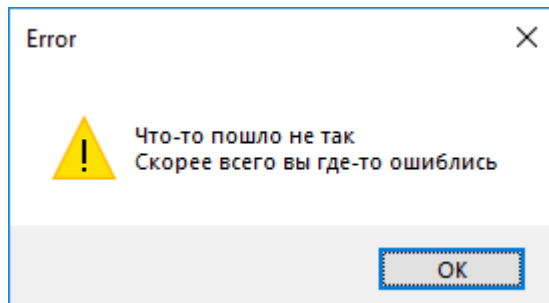 Error
Что-то пошло не так
Скорее всего вы где-то ошиблись
OK